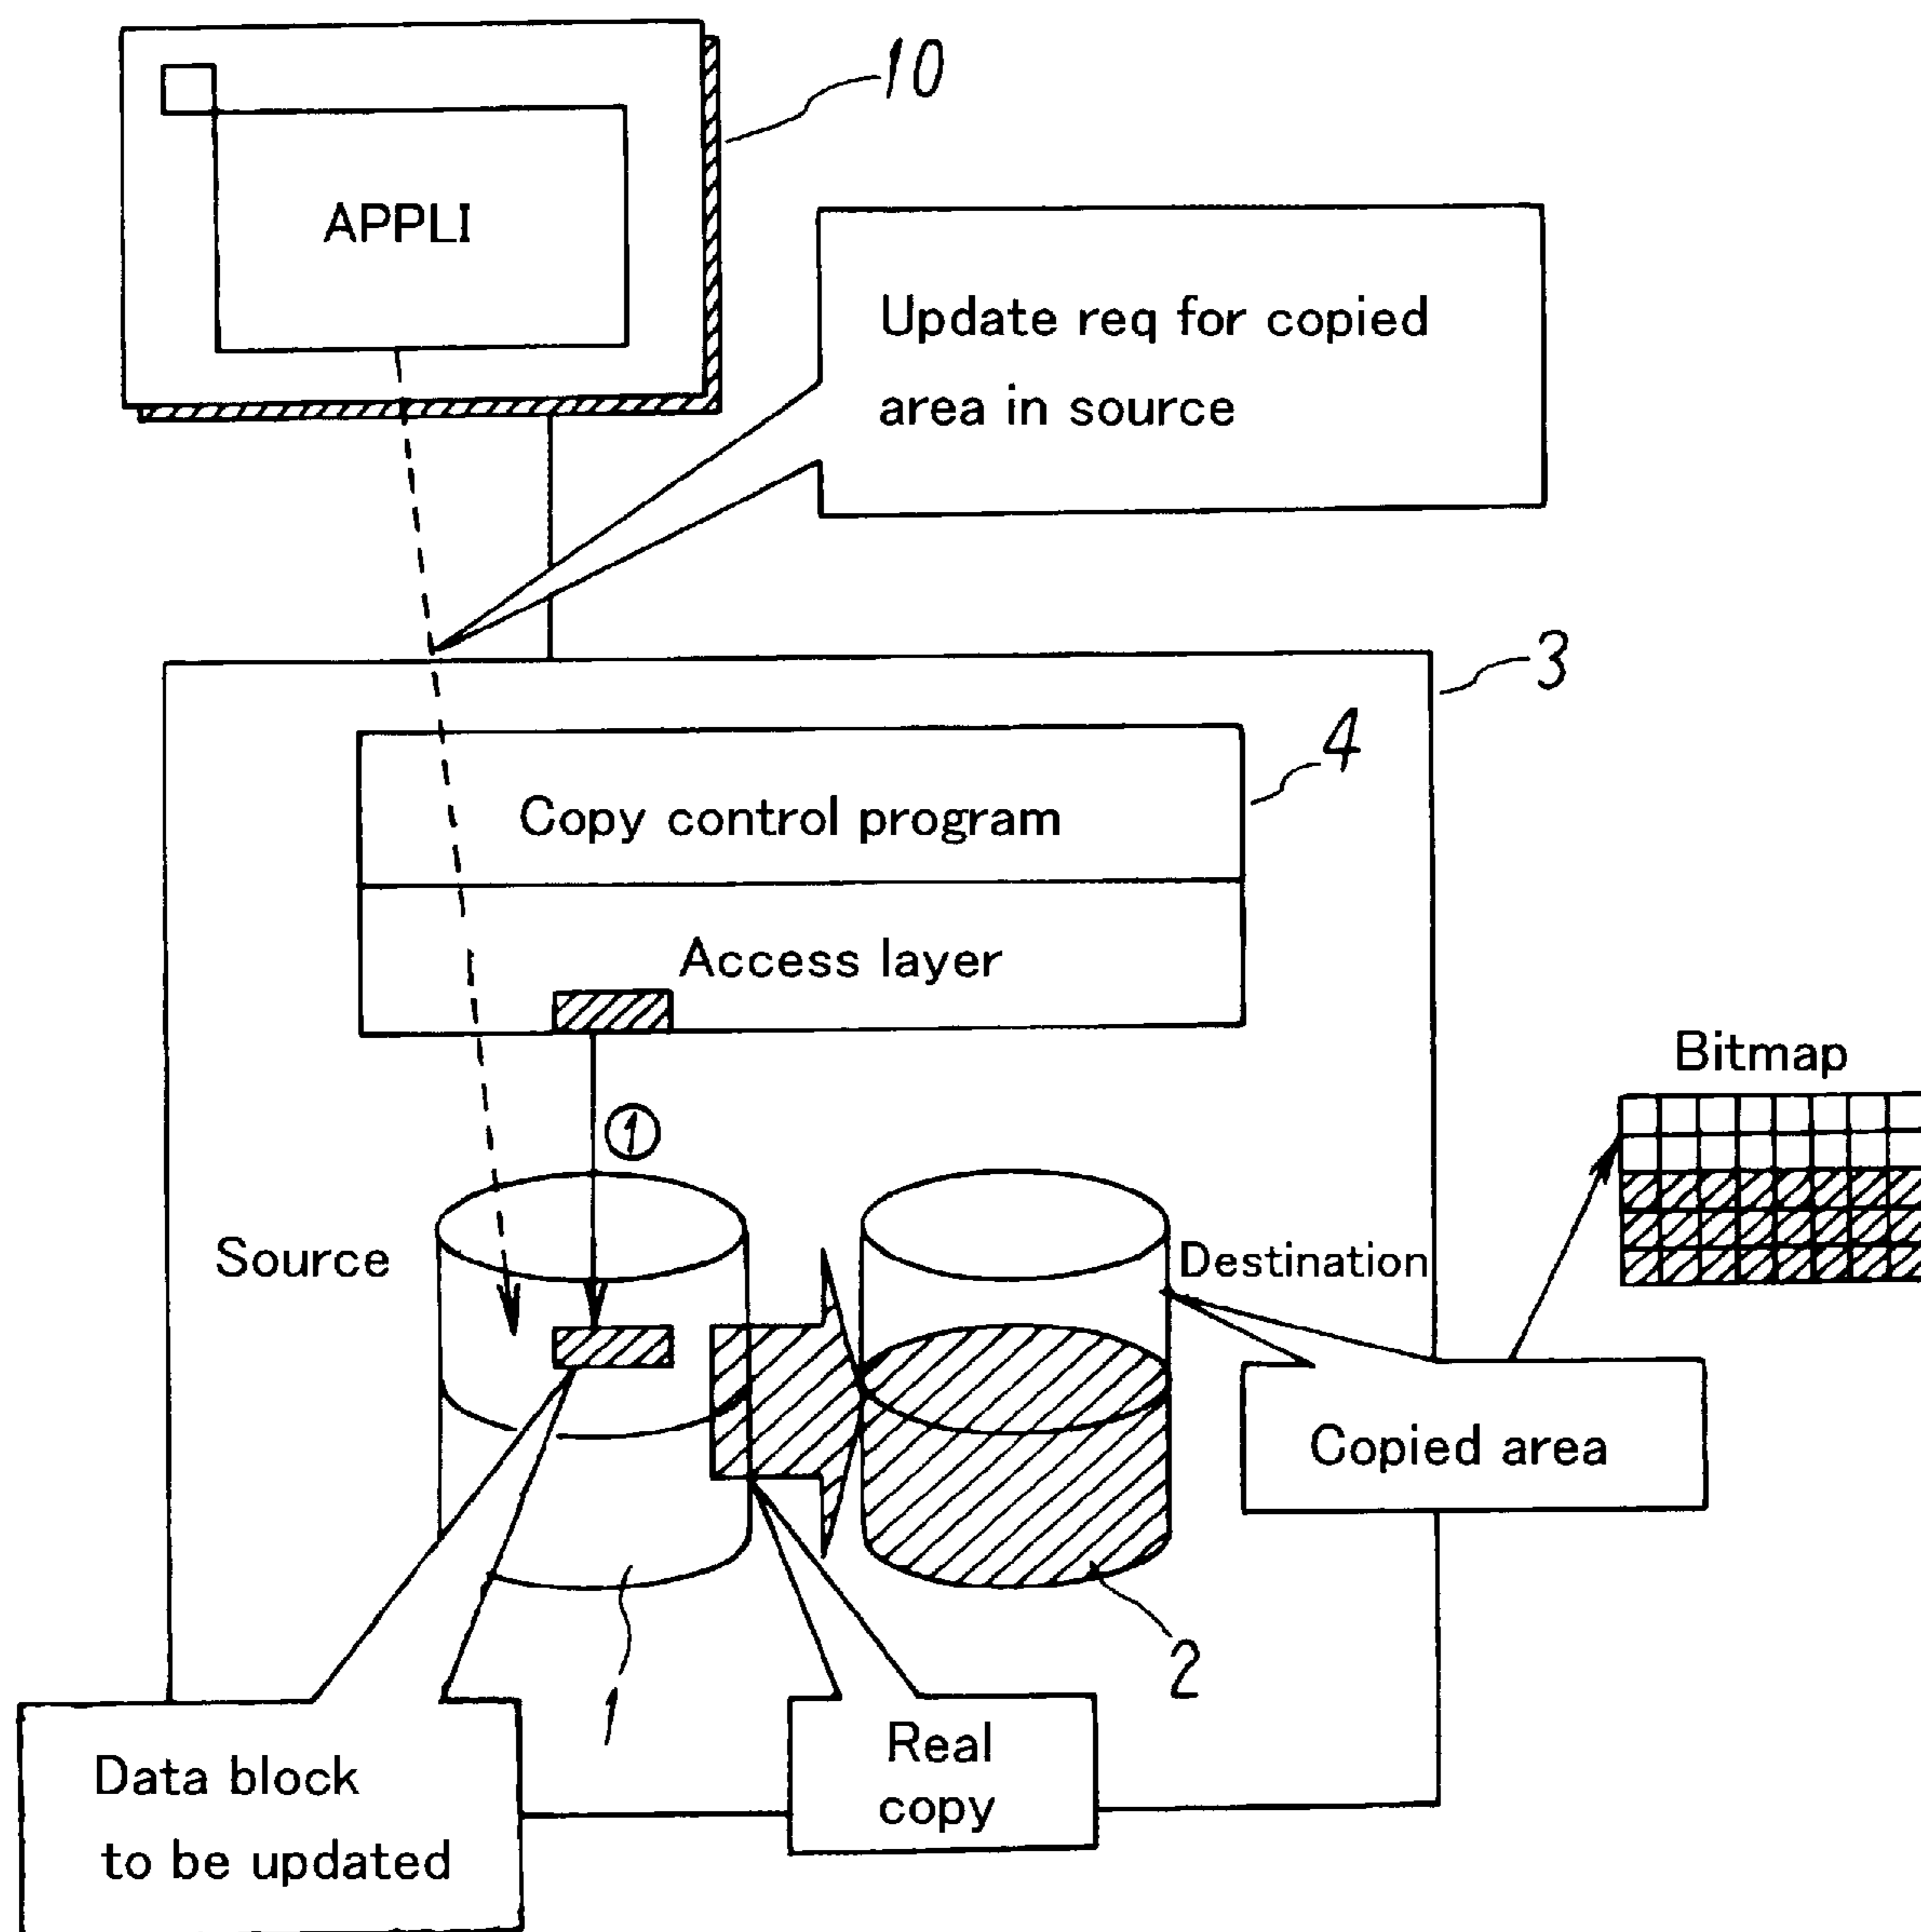 10
APPLI
Update req for copied
area in source
3
4
Copy control program
Access layer
Bitmap
①
Source
Destination
Copied area
2
1
Real
copy
Data block
to be updated